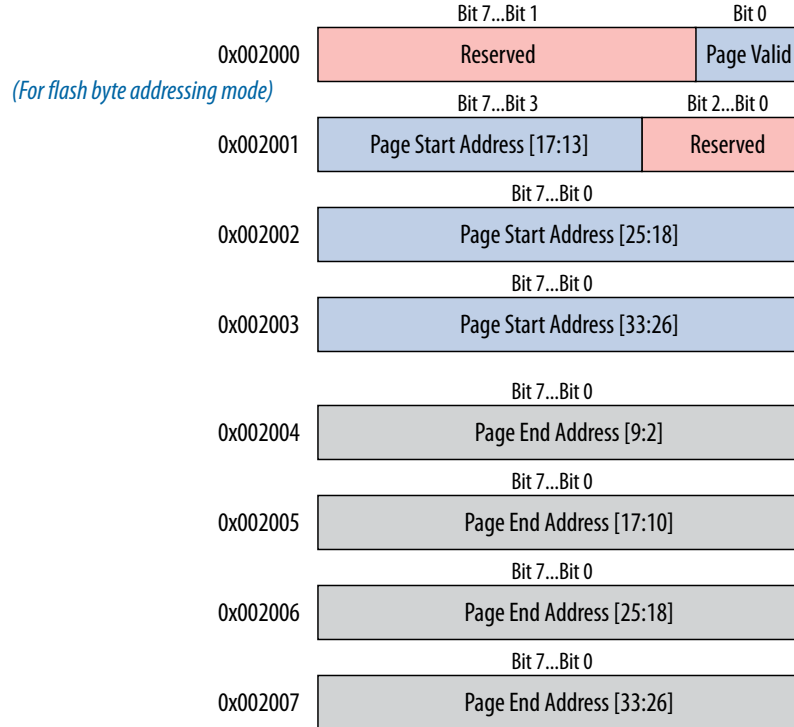 Bit 7...Bit 1 Bit 0
0x002000 Reserved Page Valid
(For flash byte addressing mode)
Bit 7...Bit 3 Bit 2...Bit 0
0x002001 Page Start Address [17:13] Reserved
Bit 7...Bit 0
0x002002 Page Start Address [25:18]
Bit 7...Bit 0
0x002003 Page Start Address [33:26]
Bit 7...Bit 0
0x002004 Page End Address [9:2]
Bit 7...Bit 0
0x002005 Page End Address [17:10]
Bit 7...Bit 0
0x002006 Page End Address [25:18]
Bit 7...Bit 0
0x002007 Page End Address [33:26]